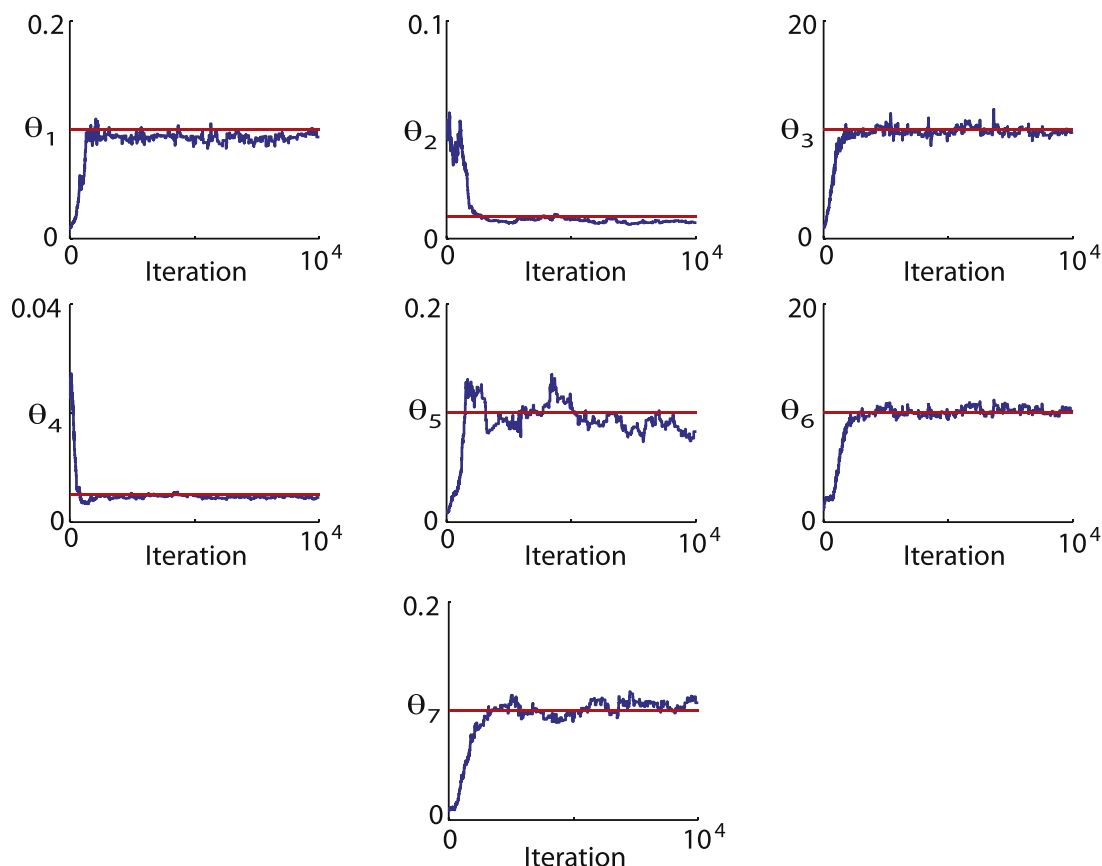 0.2 0.1 20
θ1 θ2 θ3
0 0 0
0 10^4 0 10^4 0 10^4
Iteration Iteration Iteration
0.04 0.2 20
θ4 θ5 θ6
0 0 0
0 10^4 0 10^4 0 10^4
Iteration Iteration Iteration
0.2
θ7
0
0 10^4
Iteration